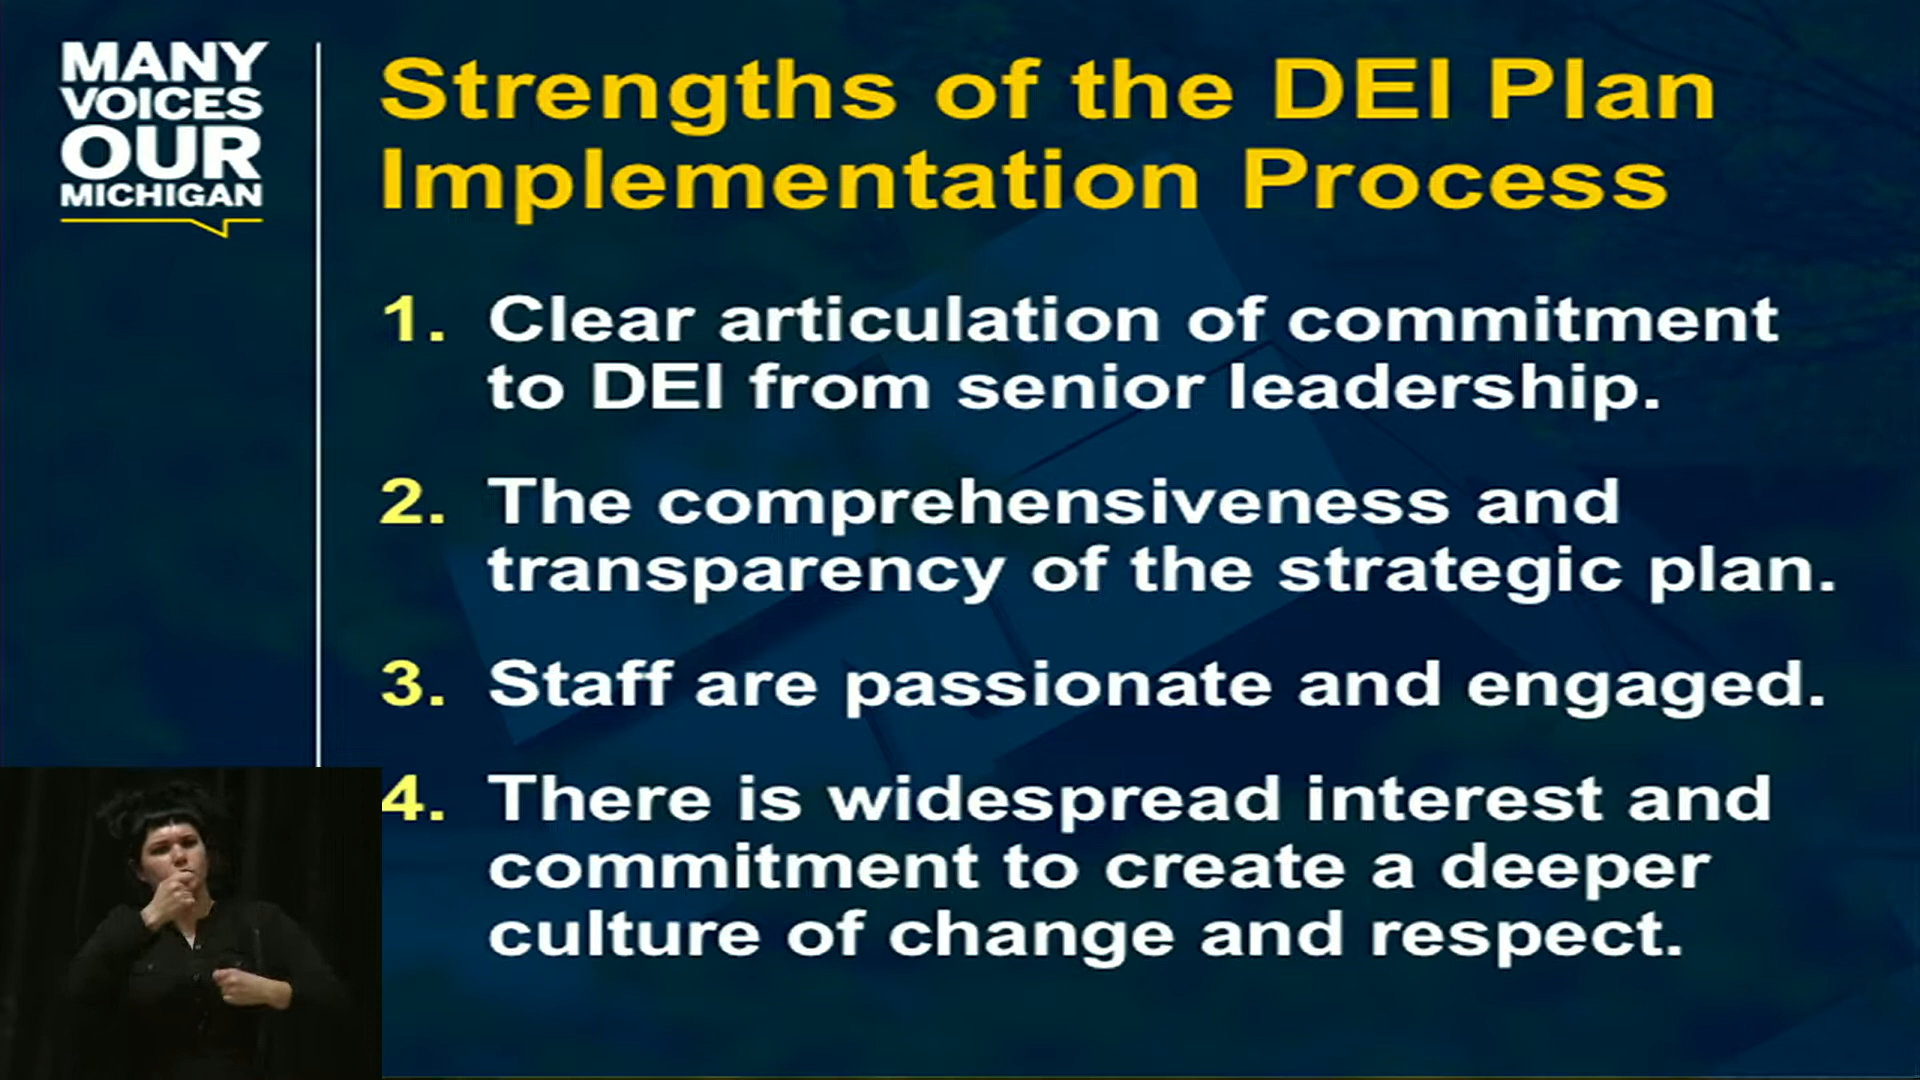 MANY
VOICES
OUR
MICHIGAN
Strengths of the DEI Plan
Implementation Process
1. Clear articulation of commitment
to DEI from senior leadership.
2. The comprehensiveness and
transparency of the strategic plan.
3. Staff are passionate and engaged.
4. There is widespread interest and
commitment to create a deeper
culture of change and respect.